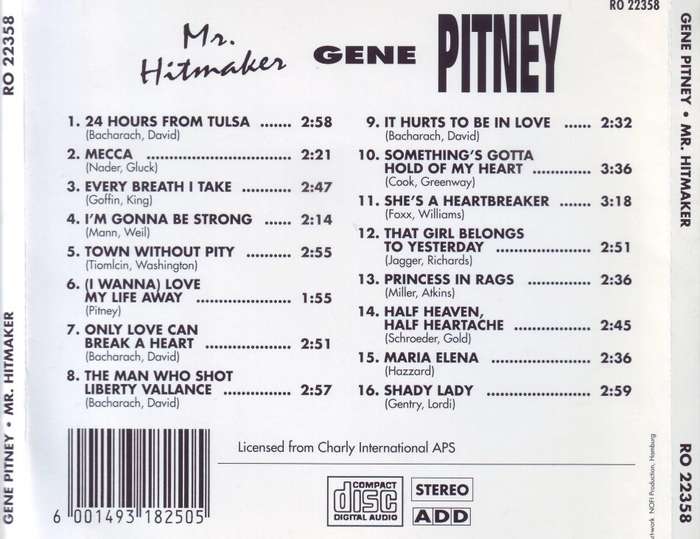 RO 22358
Mr. Hitmaker GENE PITNEY
1. 24 HOURS FROM TULSA ....... 2:58
(Bacharach, David)
2. MECCA ................................ 2:21
(Nader, Gluck)
3. EVERY BREATH I TAKE .......... 2:47
(Goffin, King)
4. I'M GONNA BE STRONG ...... 2:14
(Mann, Weil)
5. TOWN WITHOUT PITY .......... 2:55
(Tiomlcin, Washington)
6. (I WANNA) LOVE
MY LIFE AWAY ..................... 1:55
(Pitney)
7. ONLY LOVE CAN
BREAK A HEART ................... 2:51
(Bacharach, David)
8. THE MAN WHO SHOT
LIBERTY VALLANCE ............... 2:57
(Bacharach, David)
9. IT HURTS TO BE IN LOVE ...... 2:32
(Bacharach, David)
10. SOMETHING'S GOTTA
HOLD OF MY HEART ............. 3:36
(Cook, Greenway)
11. SHE'S A HEARTBREAKER ....... 3:18
(Foxx, Williams)
12. THAT GIRL BELONGS
TO YESTERDAY ..................... 2:51
(Jagger, Richards)
13. PRINCESS IN RAGS ............... 2:36
(Miller, Atkins)
14. HALF HEAVEN,
HALF HEARTACHE ................. 2:45
(Schroeder, Gold)
15. MARIA ELENA ...................... 2:36
(Hazzard)
16. SHADY LADY ........................ 2:59
(Gentry, Lordi)
Licensed from Charly International APS
6 001493 182505
COMPACT
disc
DIGITAL AUDIO
STEREO
ADD
GENE PITNEY • MR. HITMAKER
RO 22358
GENE PITNEY • MR. HITMAKER
RO 22358
NOFI Production, Hamburg